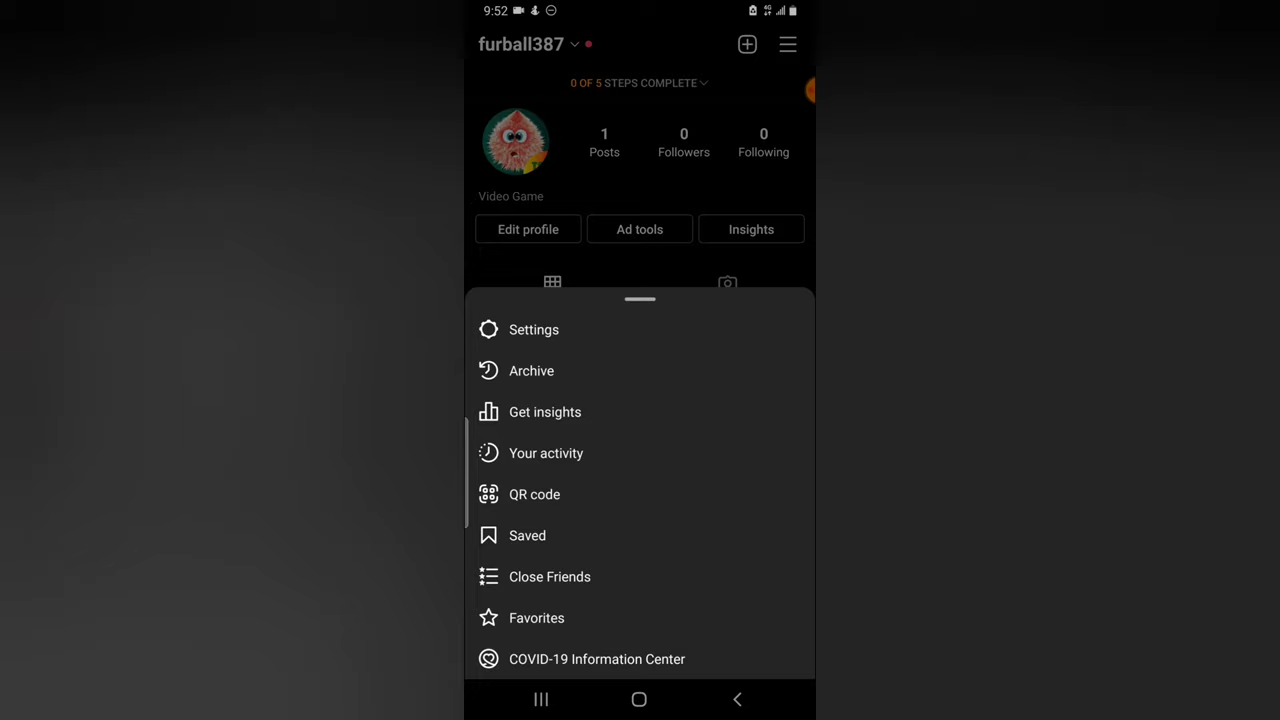 9:52
4G
furball387
0 OF 5 STEPS COMPLETE
1
Posts
0
Followers
0
Following
Video Game
Edit profile
Ad tools
Insights
Settings
Archive
Get insights
Your activity
QR code
Saved
Close Friends
Favorites
COVID-19 Information Center